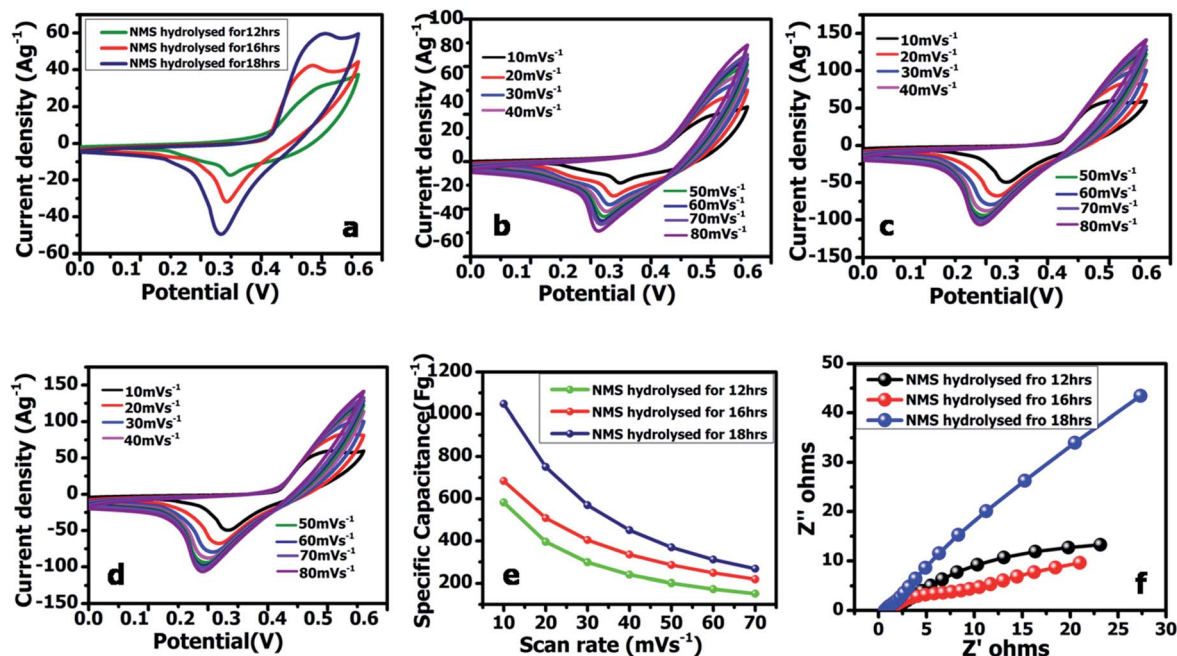 Current density (Ag⁻¹)
60
40
20
0
-20
-40
-60
NMS hydrolysed for12hrs
NMS hydrolysed for16hrs
NMS hydrolysed for18hrs
a
0.0 0.1 0.2 0.3 0.4 0.5 0.6
Potential (V)
Current density (Ag⁻¹)
100
80
60
40
20
0
-20
-40
-60
10mVs⁻¹
20mVs⁻¹
30mVs⁻¹
40mVs⁻¹
50mVs⁻¹
60mVs⁻¹
70mVs⁻¹
80mVs⁻¹
b
0.0 0.1 0.2 0.3 0.4 0.5 0.6
Potential (V)
Current density (Ag⁻¹)
150
100
50
0
-50
-100
-150
10mVs⁻¹
20mVs⁻¹
30mVs⁻¹
40mVs⁻¹
50mVs⁻¹
60mVs⁻¹
70mVs⁻¹
80mVs⁻¹
c
0.0 0.1 0.2 0.3 0.4 0.5 0.6
Potential(V)
Current density (Ag⁻¹)
150
100
50
0
-50
-100
-150
10mVs⁻¹
20mVs⁻¹
30mVs⁻¹
40mVs⁻¹
50mVs⁻¹
60mVs⁻¹
70mVs⁻¹
80mVs⁻¹
d
0.0 0.1 0.2 0.3 0.4 0.5 0.6
Potential(V)
Specific Capacitance(Fg⁻¹)
1200
1000
800
600
400
200
NMS hydrolysed for 12hrs
NMS hydrolysed for 16hrs
NMS hydrolysed for 18hrs
e
10 20 30 40 50 60 70
Scan rate (mVs⁻¹)
Z'' ohms
50
40
30
20
10
0
NMS hydrolysed fro 12hrs
NMS hydrolysed fro 16hrs
NMS hydrolysed fro 18hrs
f
0 5 10 15 20 25 30
Z' ohms